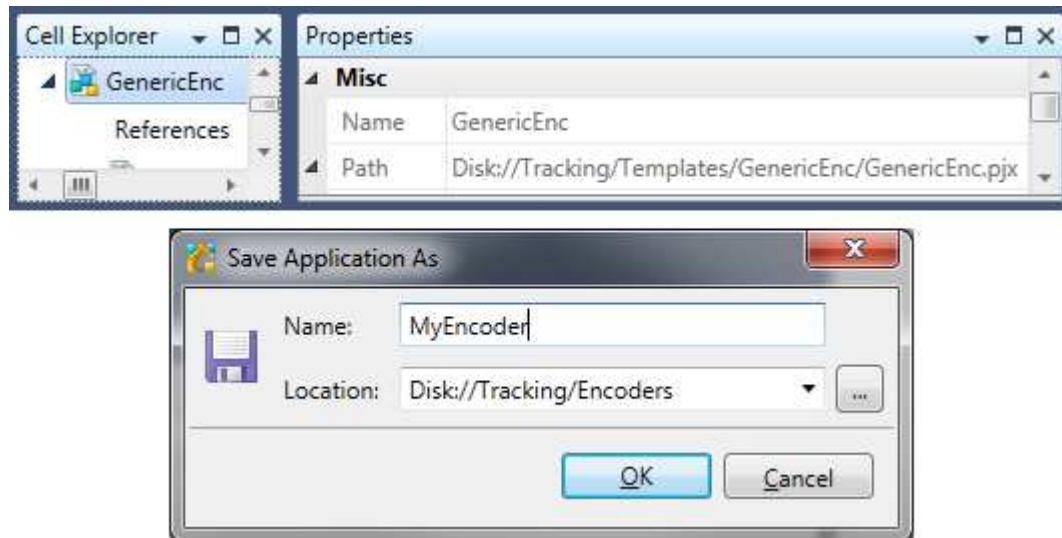 Cell Explorer
GenericEnc
References
Properties
Misc
Name GenericEnc
Path Disk://Tracking/Templates/GenericEnc/GenericEnc.pjx
Save Application As
Name: MyEncoder
Location: Disk://Tracking/Encoders ...
OK Cancel